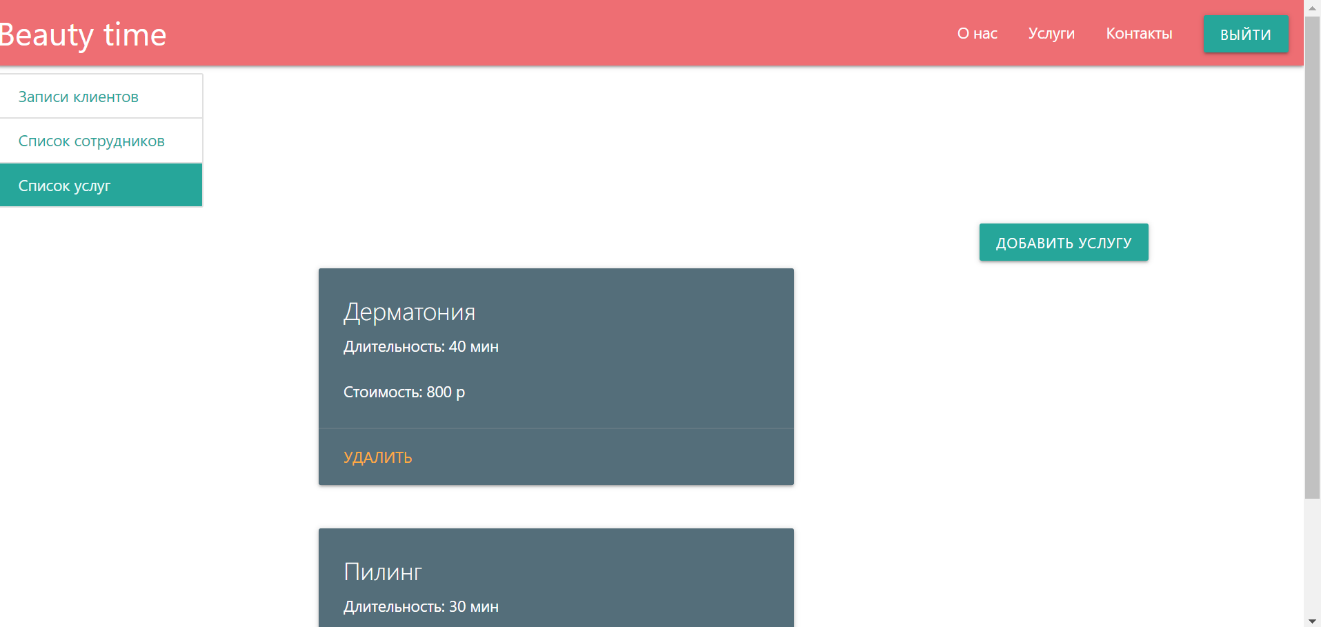 Beauty time
О нас Услуги Контакты ВЫЙТИ
Записи клиентов
Список сотрудников
Список услуг
ДОБАВИТЬ УСЛУГУ
Дерматония
Длительность: 40 мин
Стоимость: 800 р
УДАЛИТЬ
Пилинг
Длительность: 30 мин